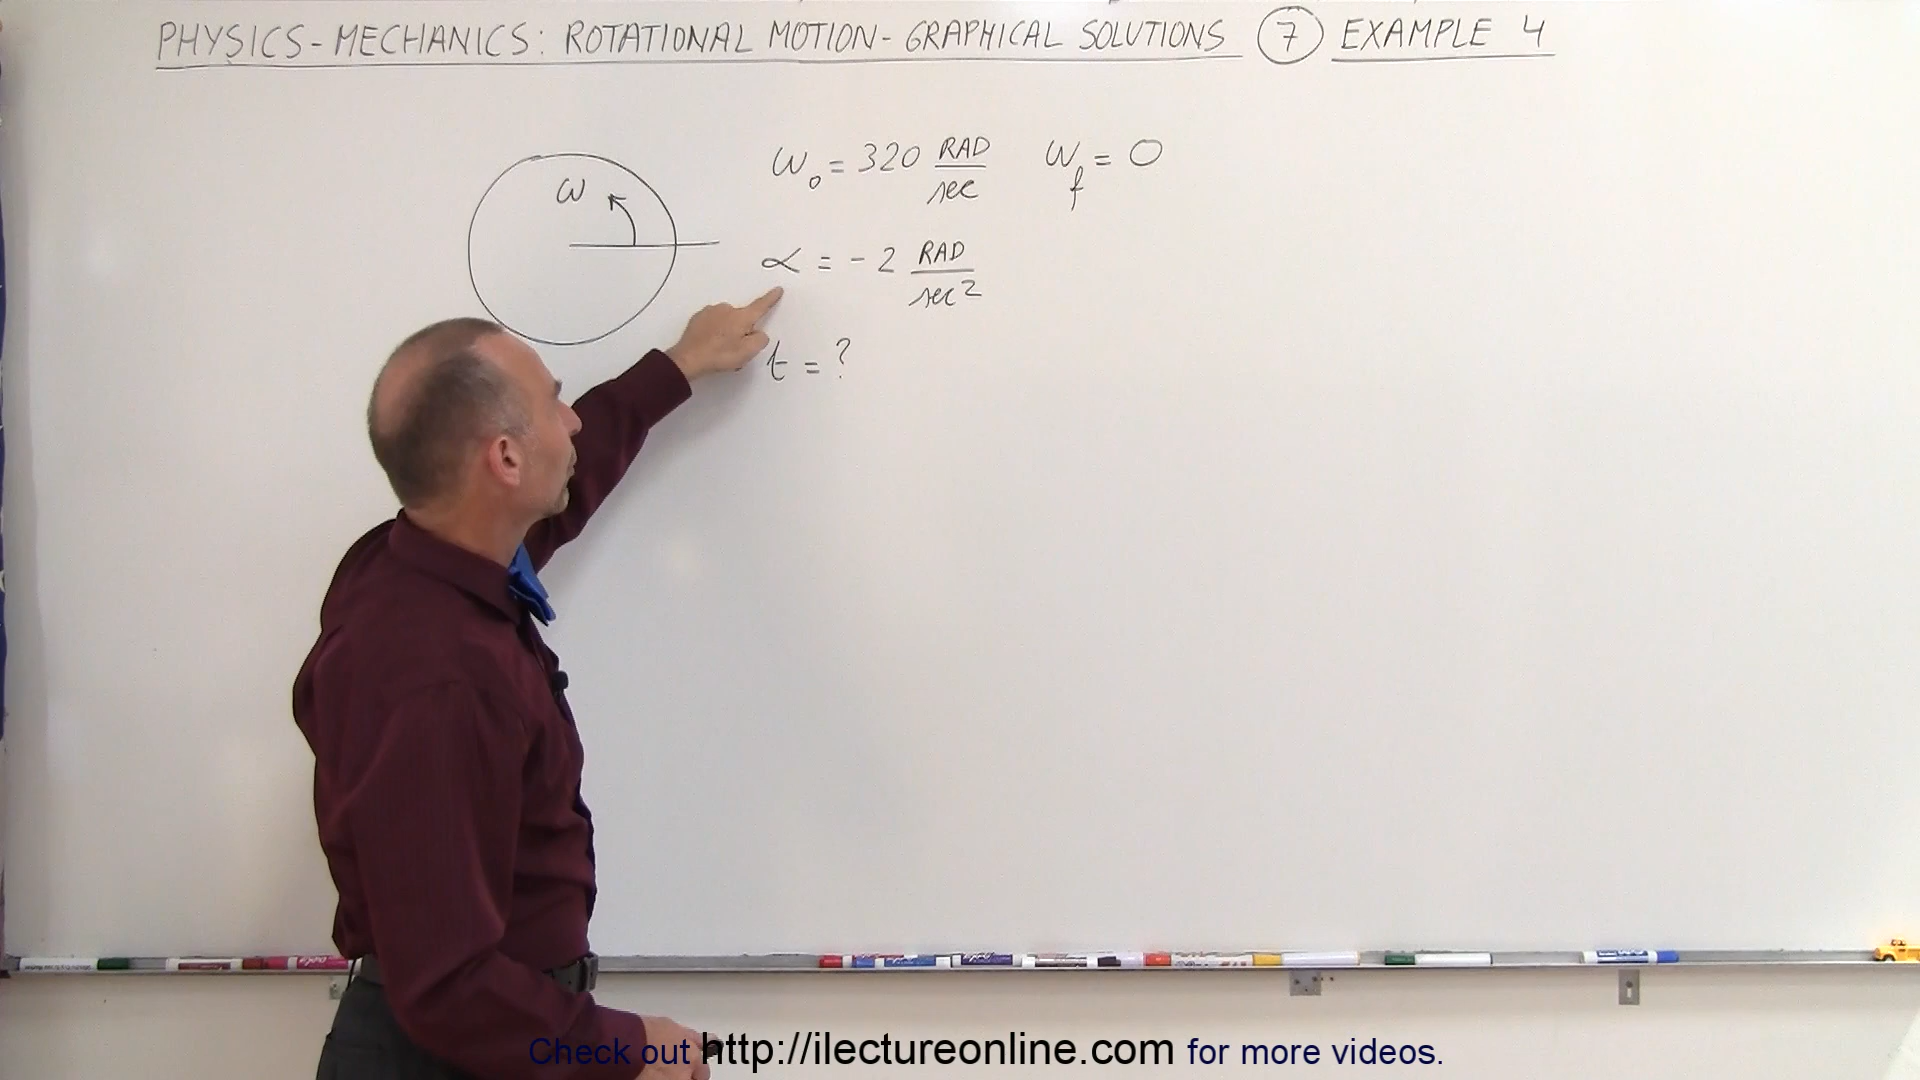 PHYSICS-MECHANICS: ROTATIONAL MOTION-GRAPHICAL SOLUTIONS 7 EXAMPLE 4
ω
ω₀ = 320 RAD/sec ω_f = 0
α = -2 RAD/sec²
t = ?
Check out http://ilectureonline.com for more videos.